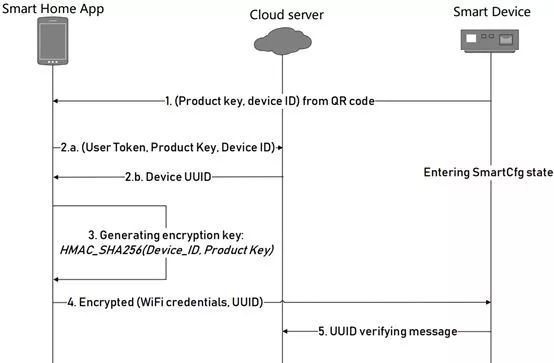 Smart Home App
Cloud server
Smart Device
1. (Product key, device ID) from QR code
2.a. (User Token, Product Key, Device ID)
2.b. Device UUID
Entering SmartCfg state
3. Generating encryption key:
HMAC_SHA256(Device_ID, Product Key)
4. Encrypted (WiFi credentials, UUID)
5. UUID verifying message